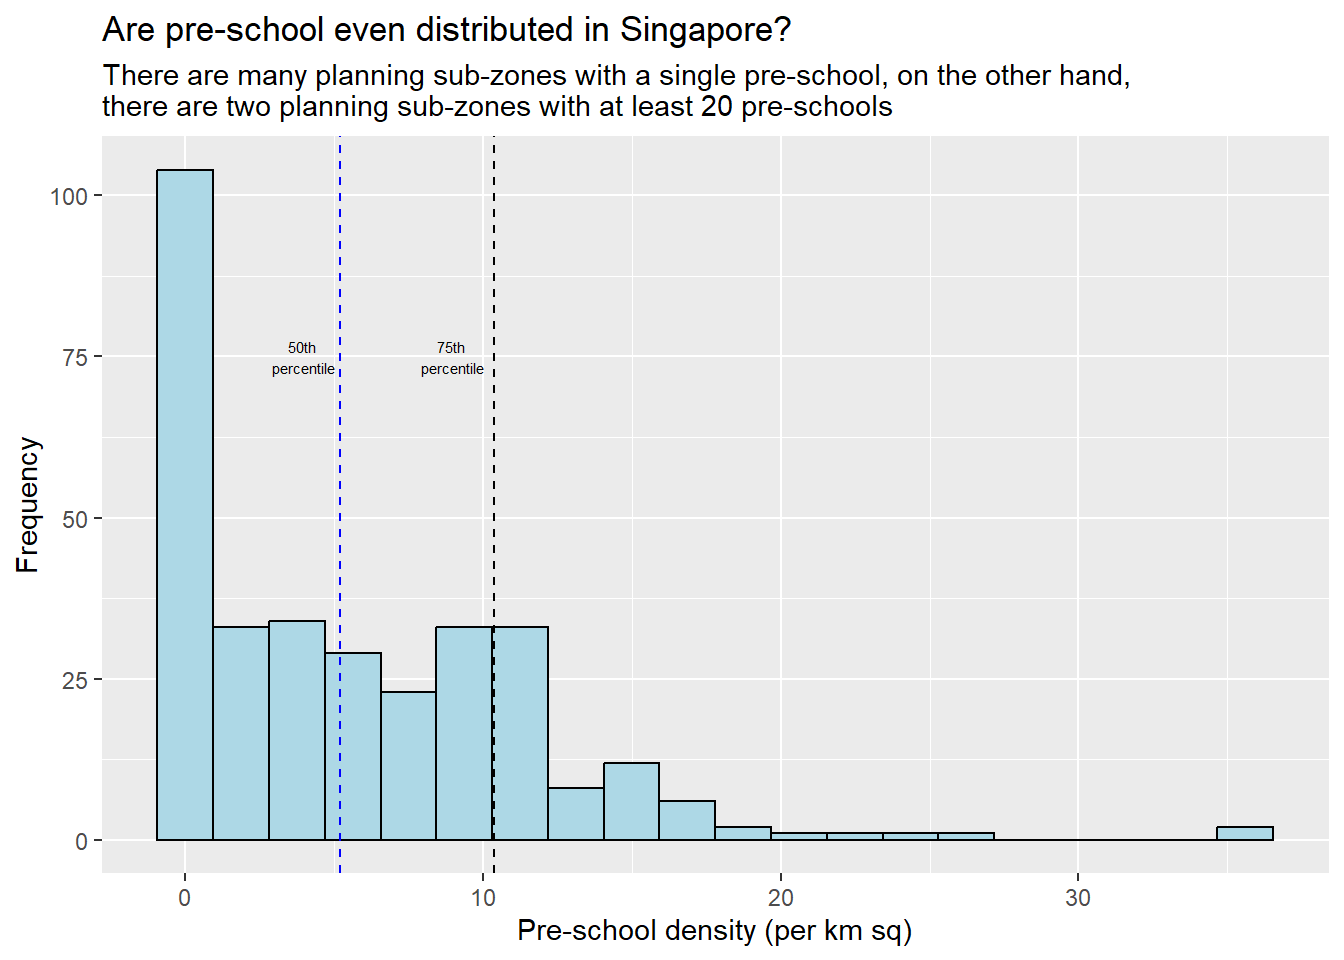 Are pre-school even distributed in Singapore?
There are many planning sub-zones with a single pre-school, on the other hand,
there are two planning sub-zones with at least 20 pre-schools
100
75
50
25
0
Frequency
50th
percentile
75th
percentile
0
10
20
30
Pre-school density (per km sq)